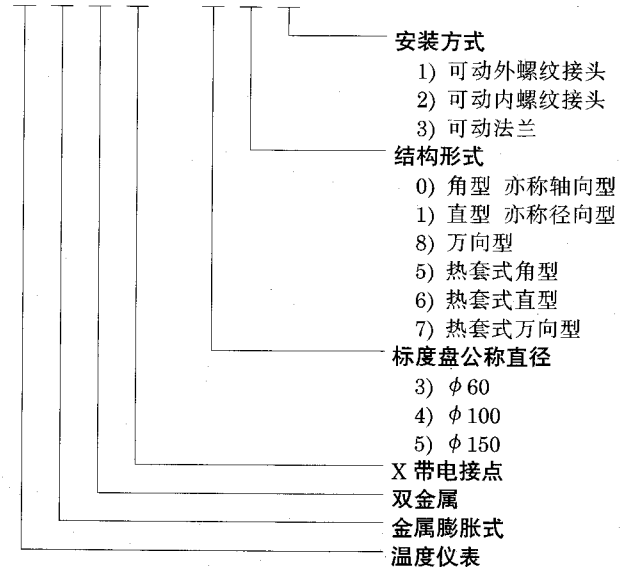 安装方式
1) 可动外螺纹接头
2) 可动内螺纹接头
3) 可动法兰
结构形式
0) 角型 亦称轴向型
1) 直型 亦称径向型
8) 万向型
5) 热套式角型
6) 热套式直型
7) 热套式万向型
标度盘公称直径
3) φ60
4) φ100
5) φ150
X 带电接点
双金属
金属膨胀式
温度仪表